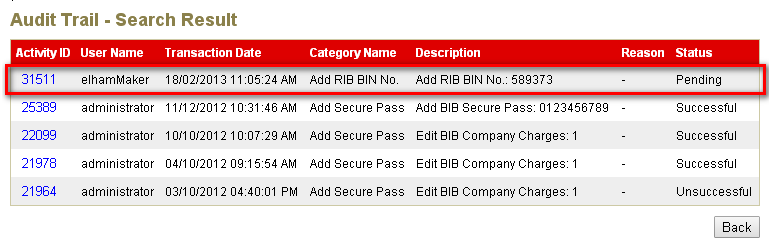 Audit Trail - Search Result
Activity ID User Name Transaction Date Category Name Description Reason Status
31511 elhamMaker 18/02/2013 11:05:24 AM Add RIB BIN No. Add RIB BIN No.: 589373 - Pending
25389 administrator 11/12/2012 10:31:46 AM Add Secure Pass Add BIB Secure Pass: 0123456789 - Successful
22099 administrator 10/10/2012 10:07:29 AM Add Secure Pass Edit BIB Company Charges: 1 - Successful
21978 administrator 04/10/2012 09:15:54 AM Add Secure Pass Edit BIB Company Charges: 1 - Successful
21964 administrator 03/10/2012 04:40:01 PM Add Secure Pass Edit BIB Company Charges: 1 - Unsuccessful
Back